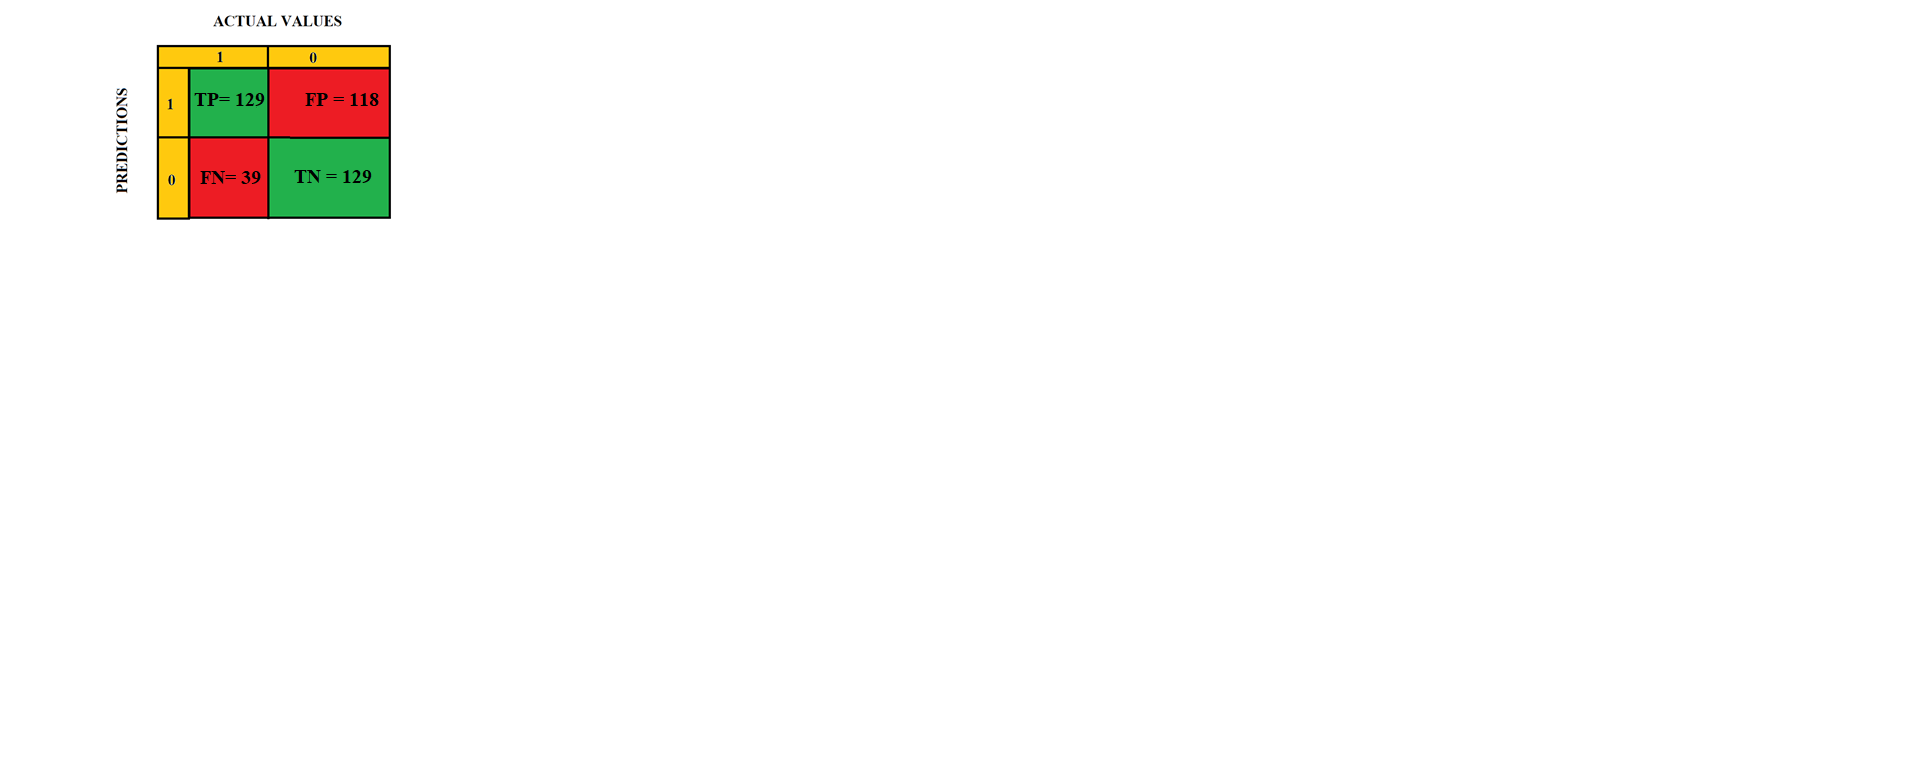 ACTUAL VALUES
1 0
PREDICTIONS
1 TP= 129 FP = 118
0 FN= 39 TN = 129